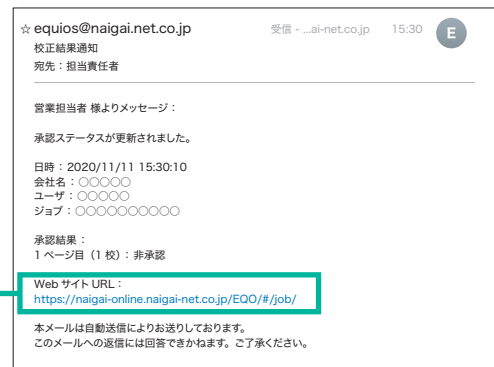 ☆ equios@naigai.net.co.jp 受信 - ...ai-net.co.jp 15:30 E
校正結果通知
宛先：担当責任者
営業担当者 様よりメッセージ：
承認ステータスが更新されました。
日時：2020/11/11 15:30:10
会社名：○○○○○
ユーザ：○○○○○
ジョブ：○○○○○○○○○○
承認結果：
1 ページ目（1 校）：非承認
Web サイト URL：
https://naigai-online.naigai-net.co.jp/EQO/#/job/
本メールは自動送信によりお送りしております。
このメールへの返信には回答できかねます。ご了承ください。